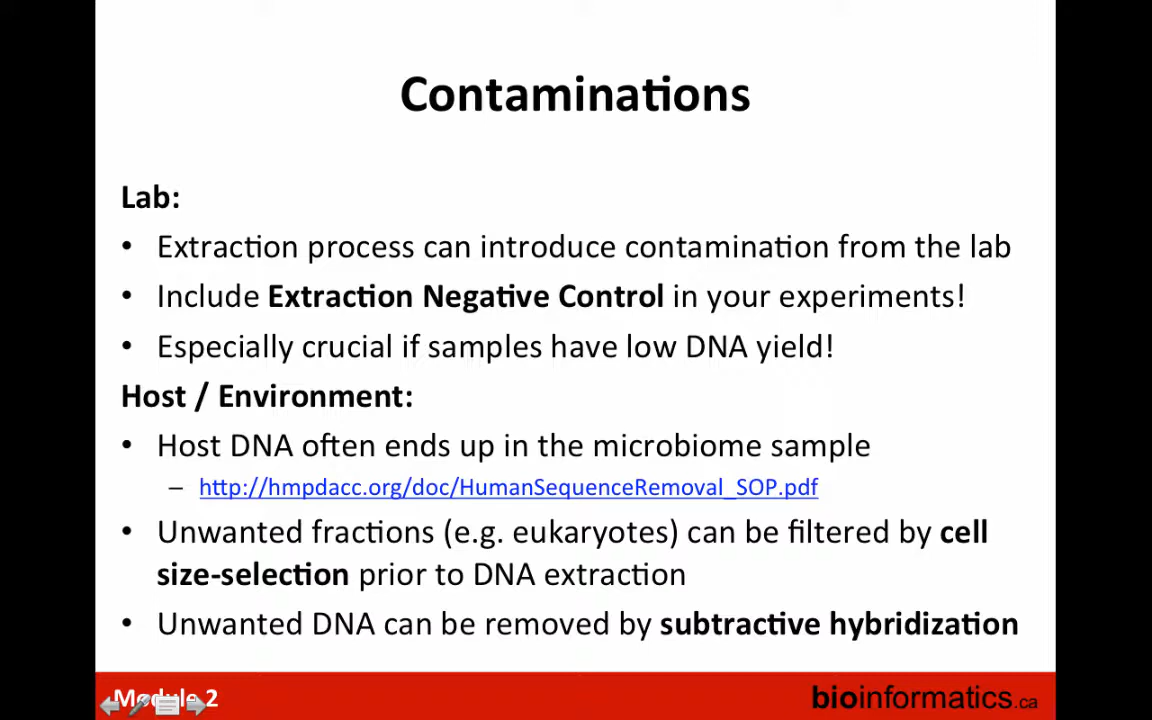 Contaminations
Lab:
• Extraction process can introduce contamination from the lab
• Include Extraction Negative Control in your experiments!
• Especially crucial if samples have low DNA yield!
Host / Environment:
• Host DNA often ends up in the microbiome sample
– http://hmpdacc.org/doc/HumanSequenceRemoval_SOP.pdf
• Unwanted fractions (e.g. eukaryotes) can be filtered by cell
size-selection prior to DNA extraction
• Unwanted DNA can be removed by subtractive hybridization
Module 2
bioinformatics.ca